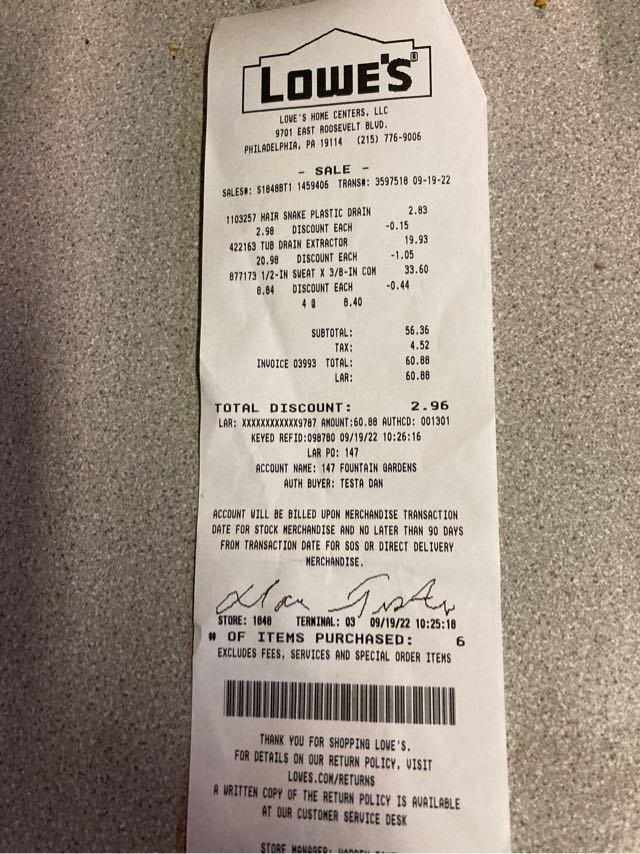 LOWE'S
LOWE'S HOME CENTERS, LLC
9701 EAST ROOSEVELT BLVD.
PHILADELPHIA, PA 19114 (215) 776-9006
- SALE -
SALES#: S1848BT1 1459406 TRANS#: 3597518 09-19-22
1103257 HAIR SNAKE PLASTIC DRAIN 2.83
2.98 DISCOUNT EACH -0.15
422163 TUB DRAIN EXTRACTOR 19.93
20.98 DISCOUNT EACH -1.05
877173 1/2-IN SWEAT X 3/8-IN COM 33.60
8.84 DISCOUNT EACH -0.44
4 @ 8.40
SUBTOTAL: 56.36
TAX: 4.52
INVOICE 03993 TOTAL: 60.88
LAR: 60.88
TOTAL DISCOUNT: 2.96
LAR: XXXXXXXXXXXX9787 AMOUNT:60.88 AUTHCD: 001301
KEYED REFID:098780 09/19/22 10:26:16
LAR PO: 147
ACCOUNT NAME: 147 FOUNTAIN GARDENS
AUTH BUYER: TESTA DAN
ACCOUNT WILL BE BILLED UPON MERCHANDISE TRANSACTION
DATE FOR STOCK MERCHANDISE AND NO LATER THAN 90 DAYS
FROM TRANSACTION DATE FOR SOS OR DIRECT DELIVERY
MERCHANDISE.
STORE: 1848 TERMINAL: 03 09/19/22 10:25:18
# OF ITEMS PURCHASED: 6
EXCLUDES FEES, SERVICES AND SPECIAL ORDER ITEMS
THANK YOU FOR SHOPPING LOWE'S.
FOR DETAILS ON OUR RETURN POLICY, VISIT
LOWES.COM/RETURNS
A WRITTEN COPY OF THE RETURN POLICY IS AVAILABLE
AT OUR CUSTOMER SERVICE DESK
STORE MANAGER: